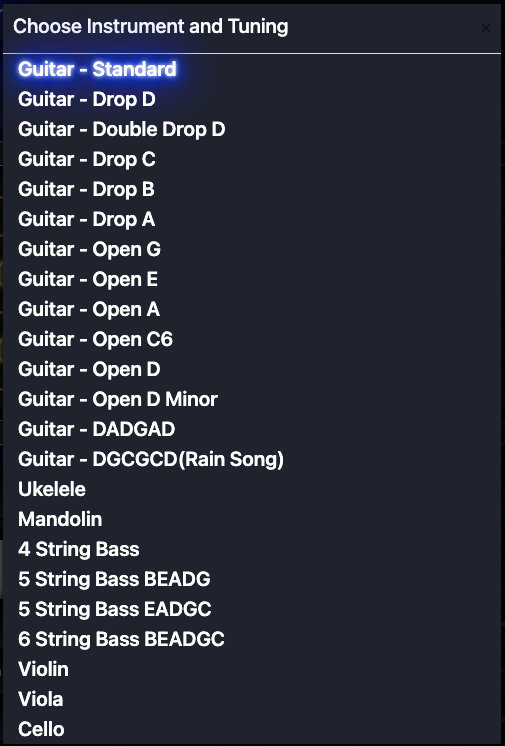 Choose Instrument and Tuning
Guitar - Standard
Guitar - Drop D
Guitar - Double Drop D
Guitar - Drop C
Guitar - Drop B
Guitar - Drop A
Guitar - Open G
Guitar - Open E
Guitar - Open A
Guitar - Open C6
Guitar - Open D
Guitar - Open D Minor
Guitar - DADGAD
Guitar - DGCGCD(Rain Song)
Ukelele
Mandolin
4 String Bass
5 String Bass BEADG
5 String Bass EADGC
6 String Bass BEADGC
Violin
Viola
Cello